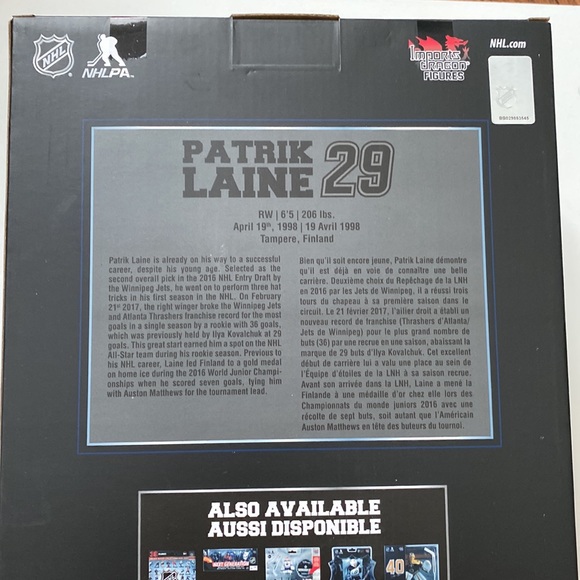 NHL
NHLPA
IMPORTS
DRAGON
FIGURES
NHL.com
PATRIK
LAINE 29
RW | 6'5 | 206 lbs.
April 19th, 1998 | 19 Avril 1998
Tampere, Finland
Patrik Laine is already on his way to a successful
career, despite his young age. Selected as the
second overall pick in the 2016 NHL Entry Draft by
the Winnipeg Jets, he went on to perform three hat
tricks in his first season in the NHL. On February
21st 2017, the right winger broke the Winnipeg Jets
and Atlanta Thrashers franchise record for the most
goals in a single season by a rookie with 36 goals,
which was previously held by Ilya Kovalchuk at 29
goals. This great start earned him a spot on the NHL
All-Star team during his rookie season. Previous to
his NHL career, Laine led Finland to a gold medal
on home ice during the 2016 World Junior Champi-
onships when he scored seven goals, tying him
with Auston Matthews for the tournament lead.
Bien qu'il soit encore jeune, Patrik Laine démontre
qu'il est déjà en voie de connaître une belle
carrière. Deuxième choix du Repêchage de la LNH
en 2016 par les Jets de Winnipeg, il a réussi trois
tours du chapeau à sa première saison dans le
circuit. Le 21 février 2017, l'ailier droit a établi un
nouveau record de franchise (Thrashers d'Atlanta/
Jets de Winnipeg) pour le plus grand nombre de
buts (36) par une recrue en une saison, abaissant la
marque de 29 buts d'Ilya Kovalchuk. Cet excellent
début de carrière lui a valu une place au sein de
l'Équipe d'étoiles de la LNH à sa saison recrue.
Avant son arrivée dans la LNH, Laine a mené la
Finlande à une médaille d'or chez elle lors des
Championnats du monde juniors 2016 avec une
récolte de sept buts, soit autant que l'Américain
Auston Matthews en tête des buteurs du tournoi.
ALSO AVAILABLE
AUSSI DISPONIBLE
40